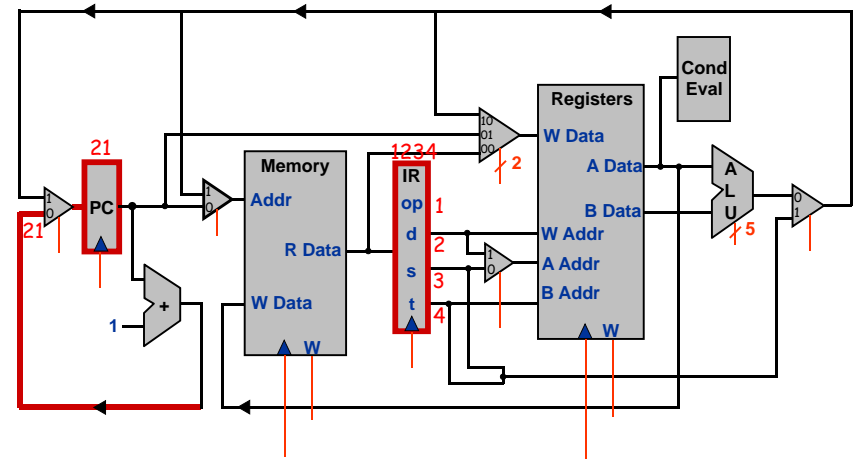 Cond
Eval
Registers
10
01
00
W Data
2
21
1234
Memory
IR
A Data
A
L
U
0
1
1
0
21
PC
1
0
Addr
op
1
B Data
5
d
2
W Addr
R Data
1
0
A Addr
s
3
B Addr
+
W Data
t
4
1
W
W